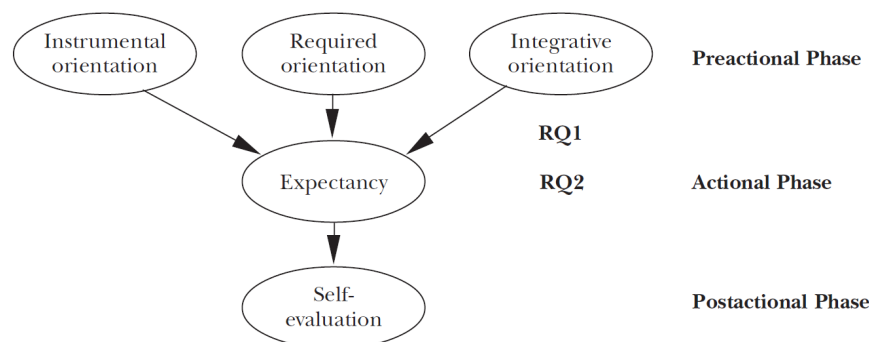 Instrumental
orientation
Required
orientation
Integrative
orientation
Preactional Phase
RQ1
Expectancy
RQ2
Actional Phase
Self-
evaluation
Postactional Phase